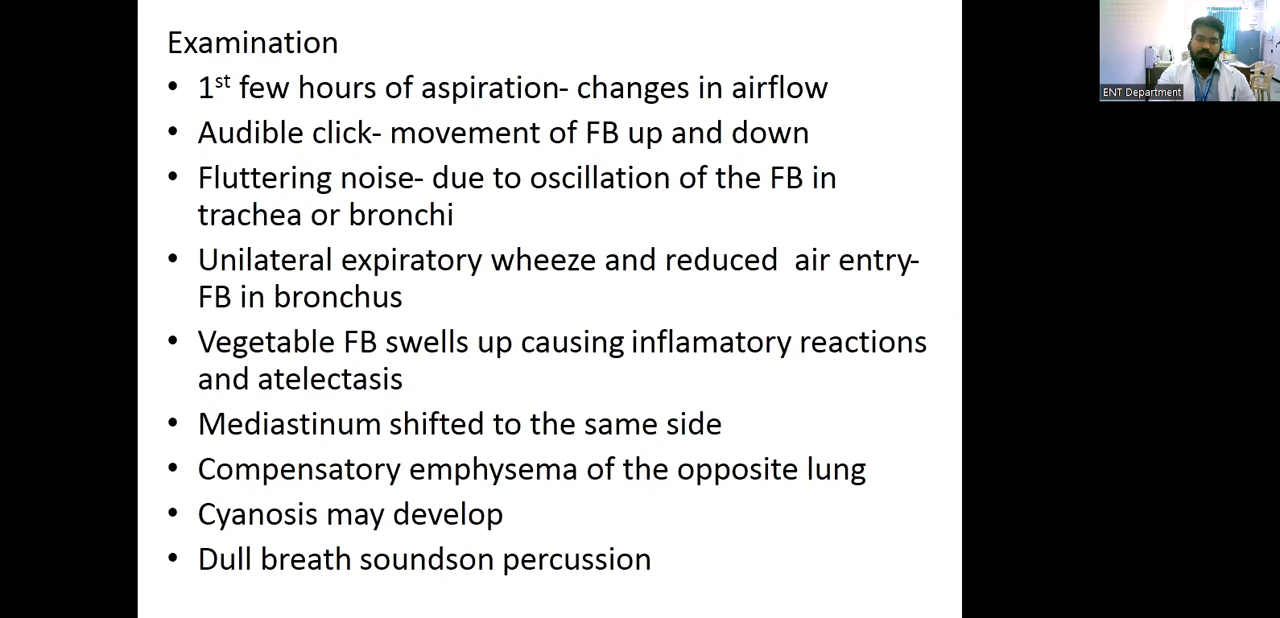 Examination
• 1st few hours of aspiration- changes in airflow
• Audible click- movement of FB up and down
• Fluttering noise- due to oscillation of the FB in
trachea or bronchi
• Unilateral expiratory wheeze and reduced  air entry-
FB in bronchus
• Vegetable FB swells up causing inflamatory reactions
and atelectasis
• Mediastinum shifted to the same side
• Compensatory emphysema of the opposite lung
• Cyanosis may develop
• Dull breath soundson percussion
ENT Department